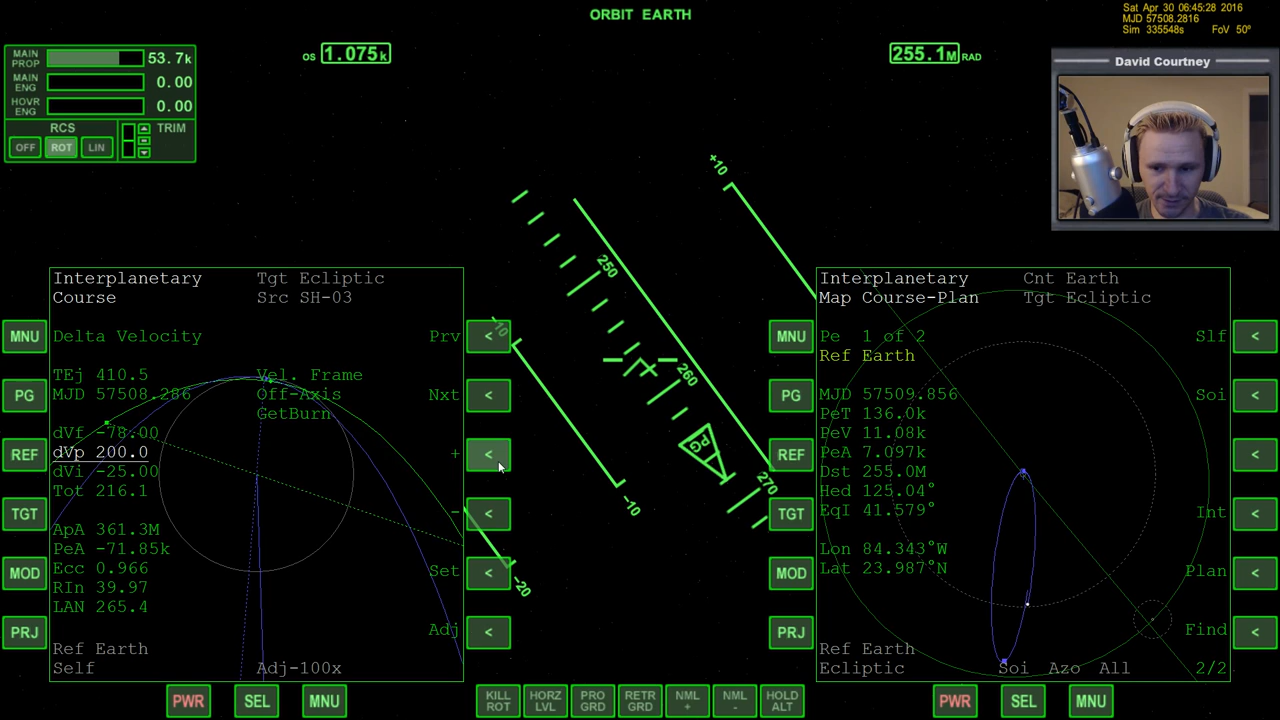 ORBIT EARTH
Sat Apr 30 06:45:28 2016
MJD 57508.2816
Sim 335548s FoV 50°
David Courtney
MAIN PROP 53.7k
MAIN ENG 0.00
HOVR ENG 0.00
RCS TRIM
OFF ROT LIN
OS 1.075k
255.1M RAD
+10
250
260
270
-10
-10
-20
PG
Interplanetary Tgt Ecliptic
Course Src SH-03
Delta Velocity
TEj 410.5 Vel. Frame
MJD 57508.286 Off-Axis
GetBurn
dVf -78.00
dVp 200.0
dVi -25.00
Tot 216.1
ApA 361.3M
PeA -71.85k
Ecc 0.966
RIn 39.97
LAN 265.4
Ref Earth
Self Adj-100x
MNU
PG
REF
TGT
MOD
PRJ
Prv <
Nxt <
+ <
- <
Set <
Adj <
PWR SEL MNU
KILL ROT
HORZ LVL
PRO GRD
RETR GRD
NML +
NML -
HOLD ALT
Interplanetary Cnt Earth
Map Course-Plan Tgt Ecliptic
Pe 1 of 2
Ref Earth
MJD 57509.856
PeT 136.0k
PeV 11.08k
PeA 7.097k
Dst 255.0M
Hed 125.04°
EqI 41.579°
Lon 84.343°W
Lat 23.987°N
Ref Earth
Ecliptic Soi Azo All 2/2
MNU
PG
REF
TGT
MOD
PRJ
Slf <
Soi <
<
Int <
Plan <
Find <
PWR SEL MNU